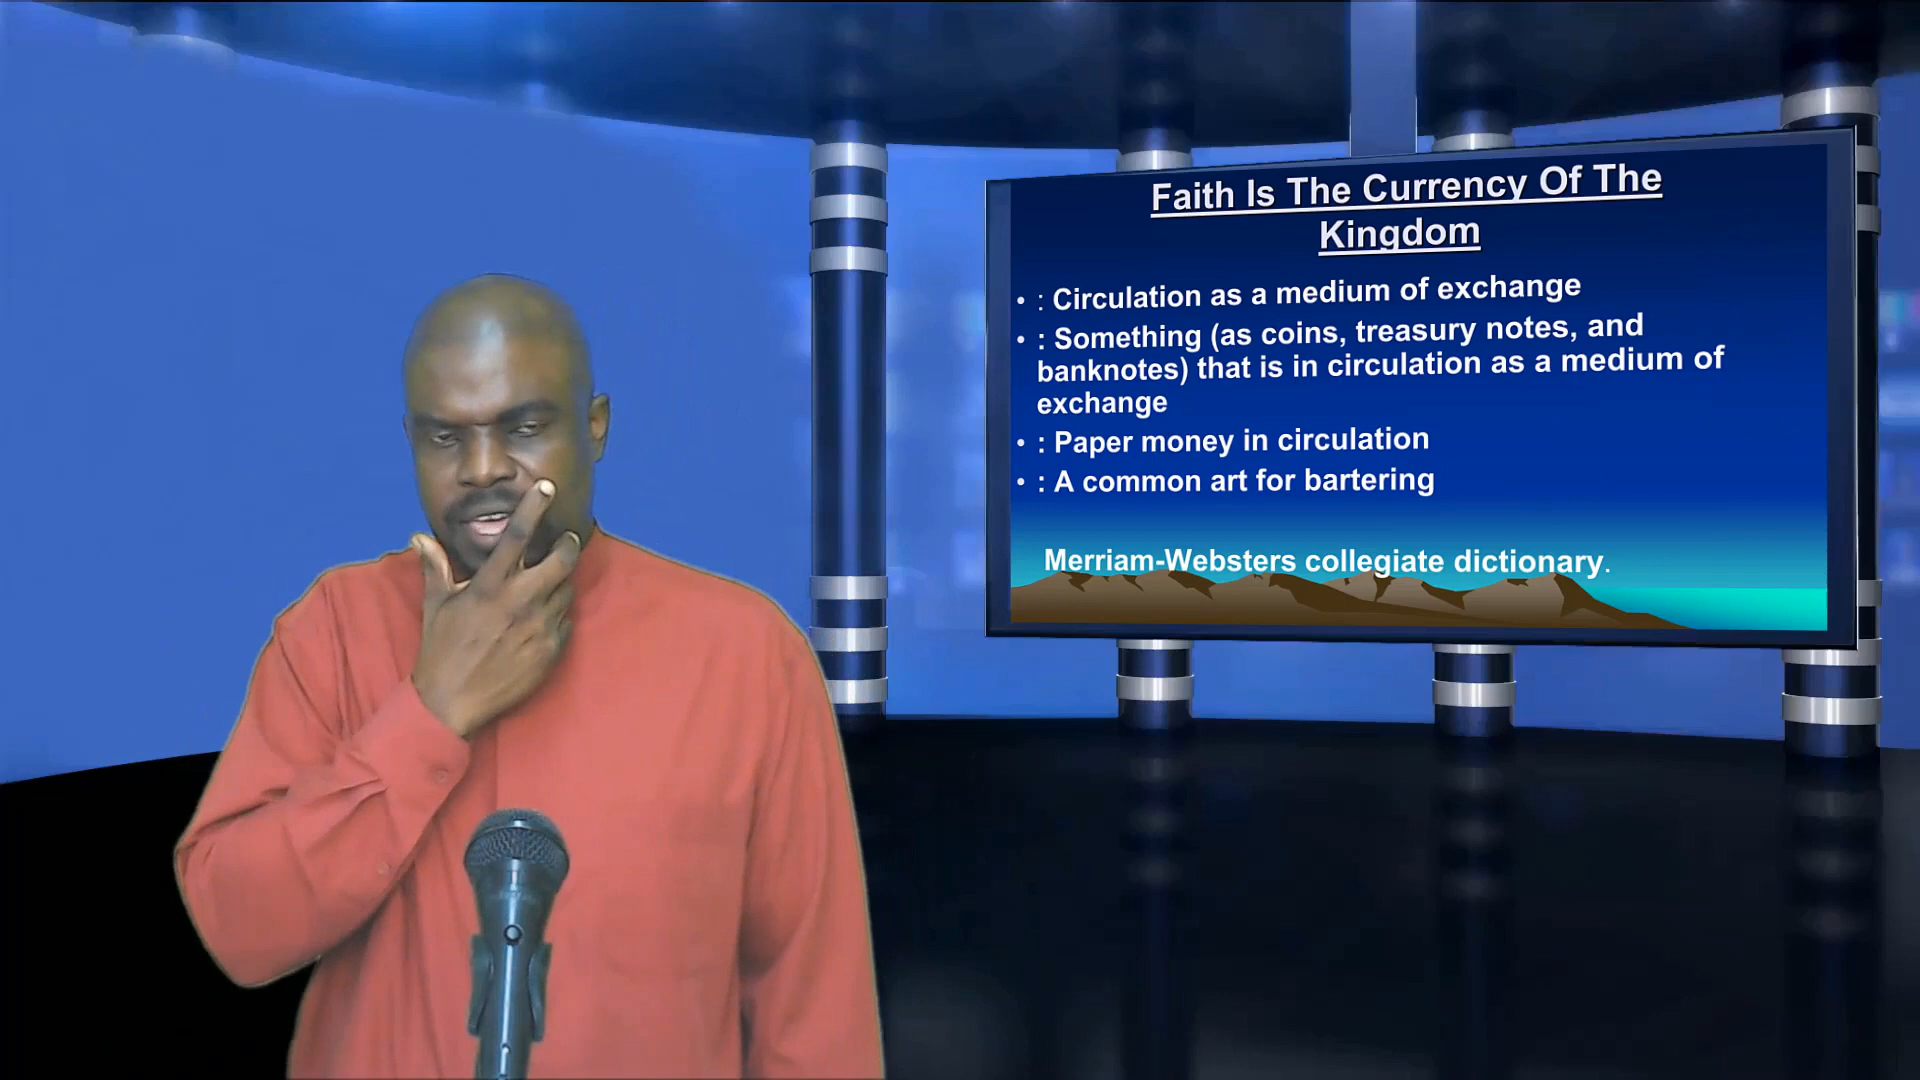 Faith Is The Currency Of The
Kingdom
• : Circulation as a medium of exchange
• : Something (as coins, treasury notes, and
banknotes) that is in circulation as a medium of
exchange
• : Paper money in circulation
• : A common art for bartering
Merriam-Websters collegiate dictionary.